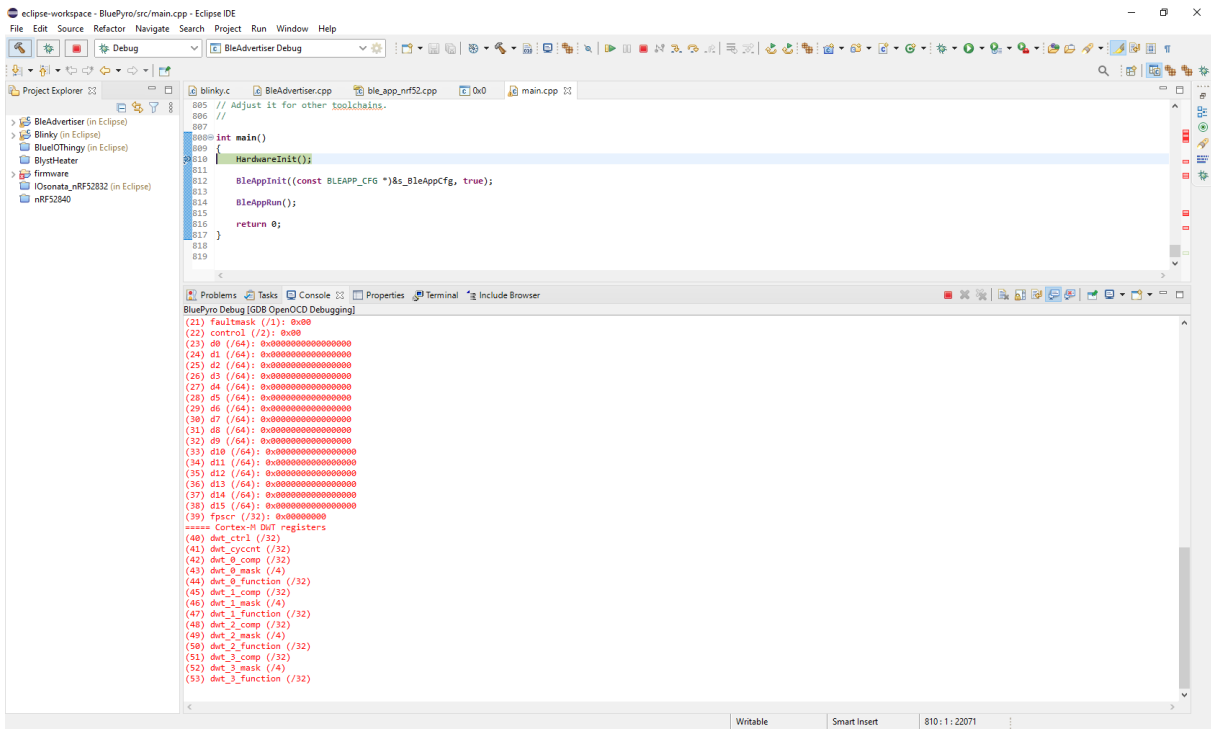 eclipse-workspace - BluePyro/src/main.cpp - Eclipse IDE
File Edit Source Refactor Navigate Search Project Run Window Help
Debug
BleAdvertiser Debug
Project Explorer
BleAdvertiser (in Eclipse)
Blinky (in Eclipse)
BlueIOThingy (in Eclipse)
BlystHeater
firmware
IOsonata_nRF52832 (in Eclipse)
nRF52840
blinky.c BleAdvertiser.cpp ble_app_nrf52.cpp 0x0 main.cpp
805 // Adjust it for other toolchains.
806 //
807
808 int main()
809 {
810 HardwareInit();
811
812 BleAppInit((const BLEAPP_CFG *)&s_BleAppCfg, true);
813
814 BleAppRun();
815
816 return 0;
817 }
818
819
Problems Tasks Console Properties Terminal Include Browser
BluePyro Debug [GDB OpenOCD Debugging]
(21) faultmask (/1): 0x00
(22) control (/2): 0x00
(23) d0 (/64): 0x0000000000000000
(24) d1 (/64): 0x0000000000000000
(25) d2 (/64): 0x0000000000000000
(26) d3 (/64): 0x0000000000000000
(27) d4 (/64): 0x0000000000000000
(28) d5 (/64): 0x0000000000000000
(29) d6 (/64): 0x0000000000000000
(30) d7 (/64): 0x0000000000000000
(31) d8 (/64): 0x0000000000000000
(32) d9 (/64): 0x0000000000000000
(33) d10 (/64): 0x0000000000000000
(34) d11 (/64): 0x0000000000000000
(35) d12 (/64): 0x0000000000000000
(36) d13 (/64): 0x0000000000000000
(37) d14 (/64): 0x0000000000000000
(38) d15 (/64): 0x0000000000000000
(39) fpscr (/32): 0x00000000
===== Cortex-M DWT registers
(40) dwt_ctrl (/32)
(41) dwt_cyccnt (/32)
(42) dwt_0_comp (/32)
(43) dwt_0_mask (/4)
(44) dwt_0_function (/32)
(45) dwt_1_comp (/32)
(46) dwt_1_mask (/4)
(47) dwt_1_function (/32)
(48) dwt_2_comp (/32)
(49) dwt_2_mask (/4)
(50) dwt_2_function (/32)
(51) dwt_3_comp (/32)
(52) dwt_3_mask (/4)
(53) dwt_3_function (/32)
Writable Smart Insert 810 : 1 : 22071